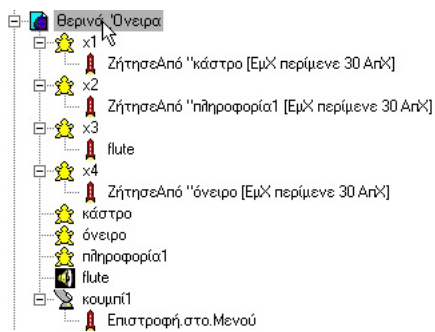 Θερινά 'Όνειρα
x1
ΖήτησεΑπό "κάστρο [ΕμΧ περίμενε 30 ΑπΧ]
x2
ΖήτησεΑπό "πληροφορία1 [ΕμΧ περίμενε 30 ΑπΧ]
x3
flute
x4
ΖήτησεΑπό "όνειρο [ΕμΧ περίμενε 30 ΑπΧ]
κάστρο
όνειρο
πληροφορία1
flute
κουμπί1
Επιστροφή.στο.Μενού